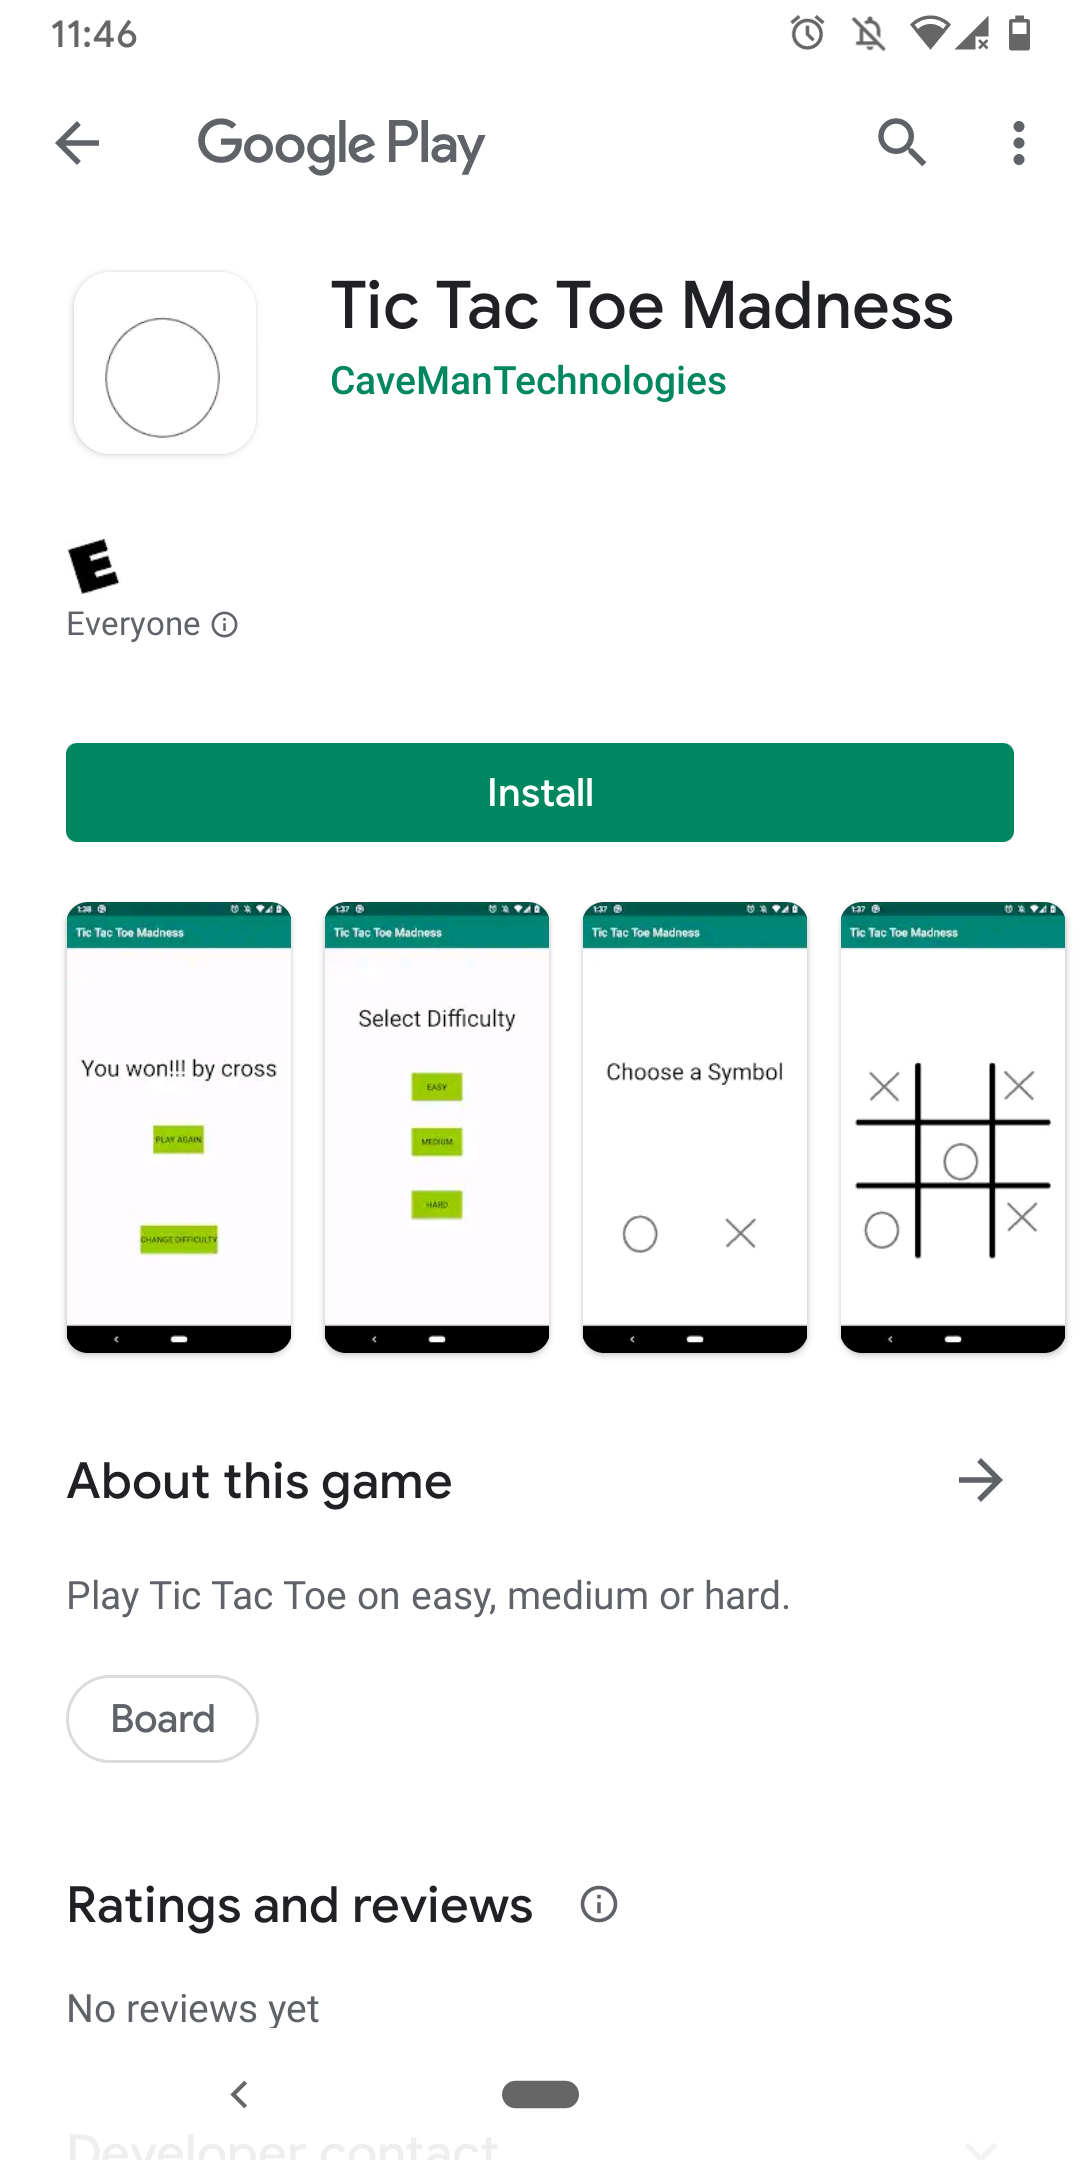 11:46
Google Play
Tic Tac Toe Madness
CaveManTechnologies
E
Everyone
Install
1:38
Tic Tac Toe Madness
You won!!! by cross
PLAY AGAIN
CHANGE DIFFICULTY
1:37
Tic Tac Toe Madness
Select Difficulty
EASY
MEDIUM
HARD
1:37
Tic Tac Toe Madness
Choose a Symbol
1:37
Tic Tac Toe Madness
About this game
Play Tic Tac Toe on easy, medium or hard.
Board
Ratings and reviews
No reviews yet
Developer contact